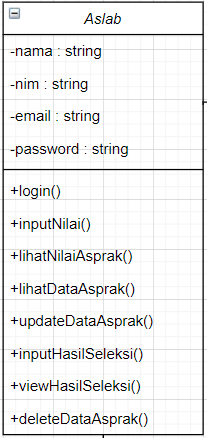 Aslab
-nama : string
-nim : string
-email : string
-password : string
+login()
+inputNilai()
+lihatNilaiAsprak()
+lihatDataAsprak()
+updateDataAsprak()
+inputHasilSeleksi()
+viewHasilSeleksi()
+deleteDataAsprak()